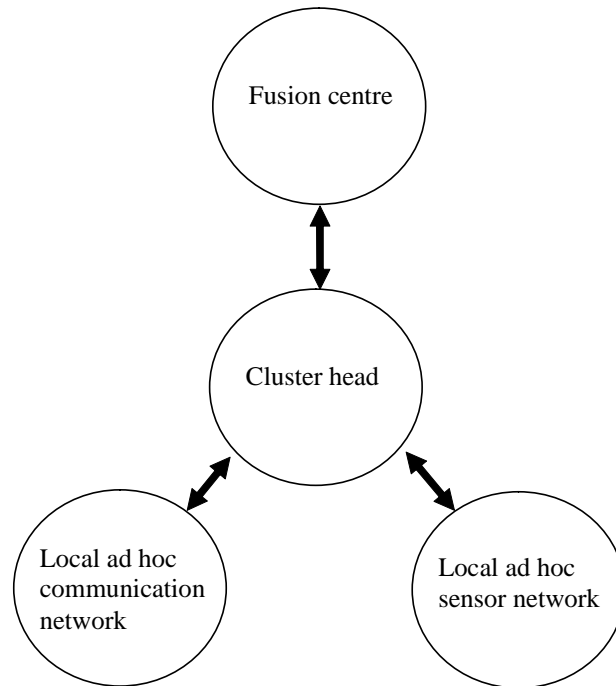 Fusion centre
Cluster head
Local ad hoc
communication
network
Local ad hoc
sensor network